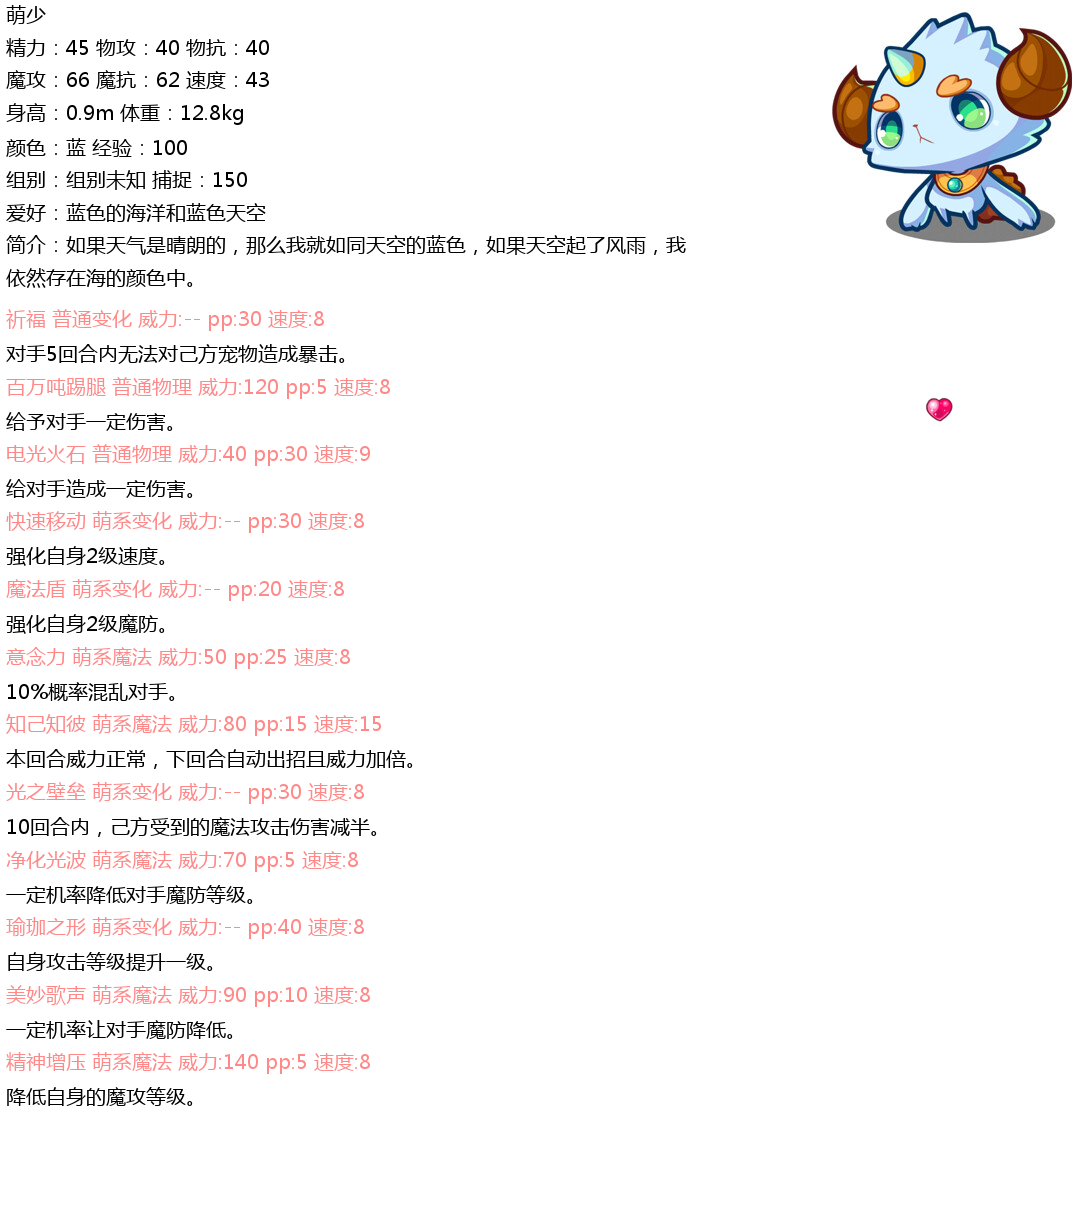 萌少
精力：45 物攻：40 物抗：40
魔攻：66 魔抗：62 速度：43
身高：0.9m 体重：12.8kg
颜色：蓝 经验：100
组别：组别未知 捕捉：150
爱好：蓝色的海洋和蓝色天空
简介：如果天气是晴朗的，那么我就如同天空的蓝色，如果天空起了风雨，我
依然存在海的颜色中。
祈福 普通变化 威力:-- pp:30 速度:8
对手5回合内无法对己方宠物造成暴击。
百万吨踢腿 普通物理 威力:120 pp:5 速度:8
给予对手一定伤害。
电光火石 普通物理 威力:40 pp:30 速度:9
给对手造成一定伤害。
快速移动 萌系变化 威力:-- pp:30 速度:8
强化自身2级速度。
魔法盾 萌系变化 威力:-- pp:20 速度:8
强化自身2级魔防。
意念力 萌系魔法 威力:50 pp:25 速度:8
10%概率混乱对手。
知己知彼 萌系魔法 威力:80 pp:15 速度:15
本回合威力正常，下回合自动出招且威力加倍。
光之壁垒 萌系变化 威力:-- pp:30 速度:8
10回合内，己方受到的魔法攻击伤害减半。
净化光波 萌系魔法 威力:70 pp:5 速度:8
一定机率降低对手魔防等级。
瑜珈之形 萌系变化 威力:-- pp:40 速度:8
自身攻击等级提升一级。
美妙歌声 萌系魔法 威力:90 pp:10 速度:8
一定机率让对手魔防降低。
精神增压 萌系魔法 威力:140 pp:5 速度:8
降低自身的魔攻等级。